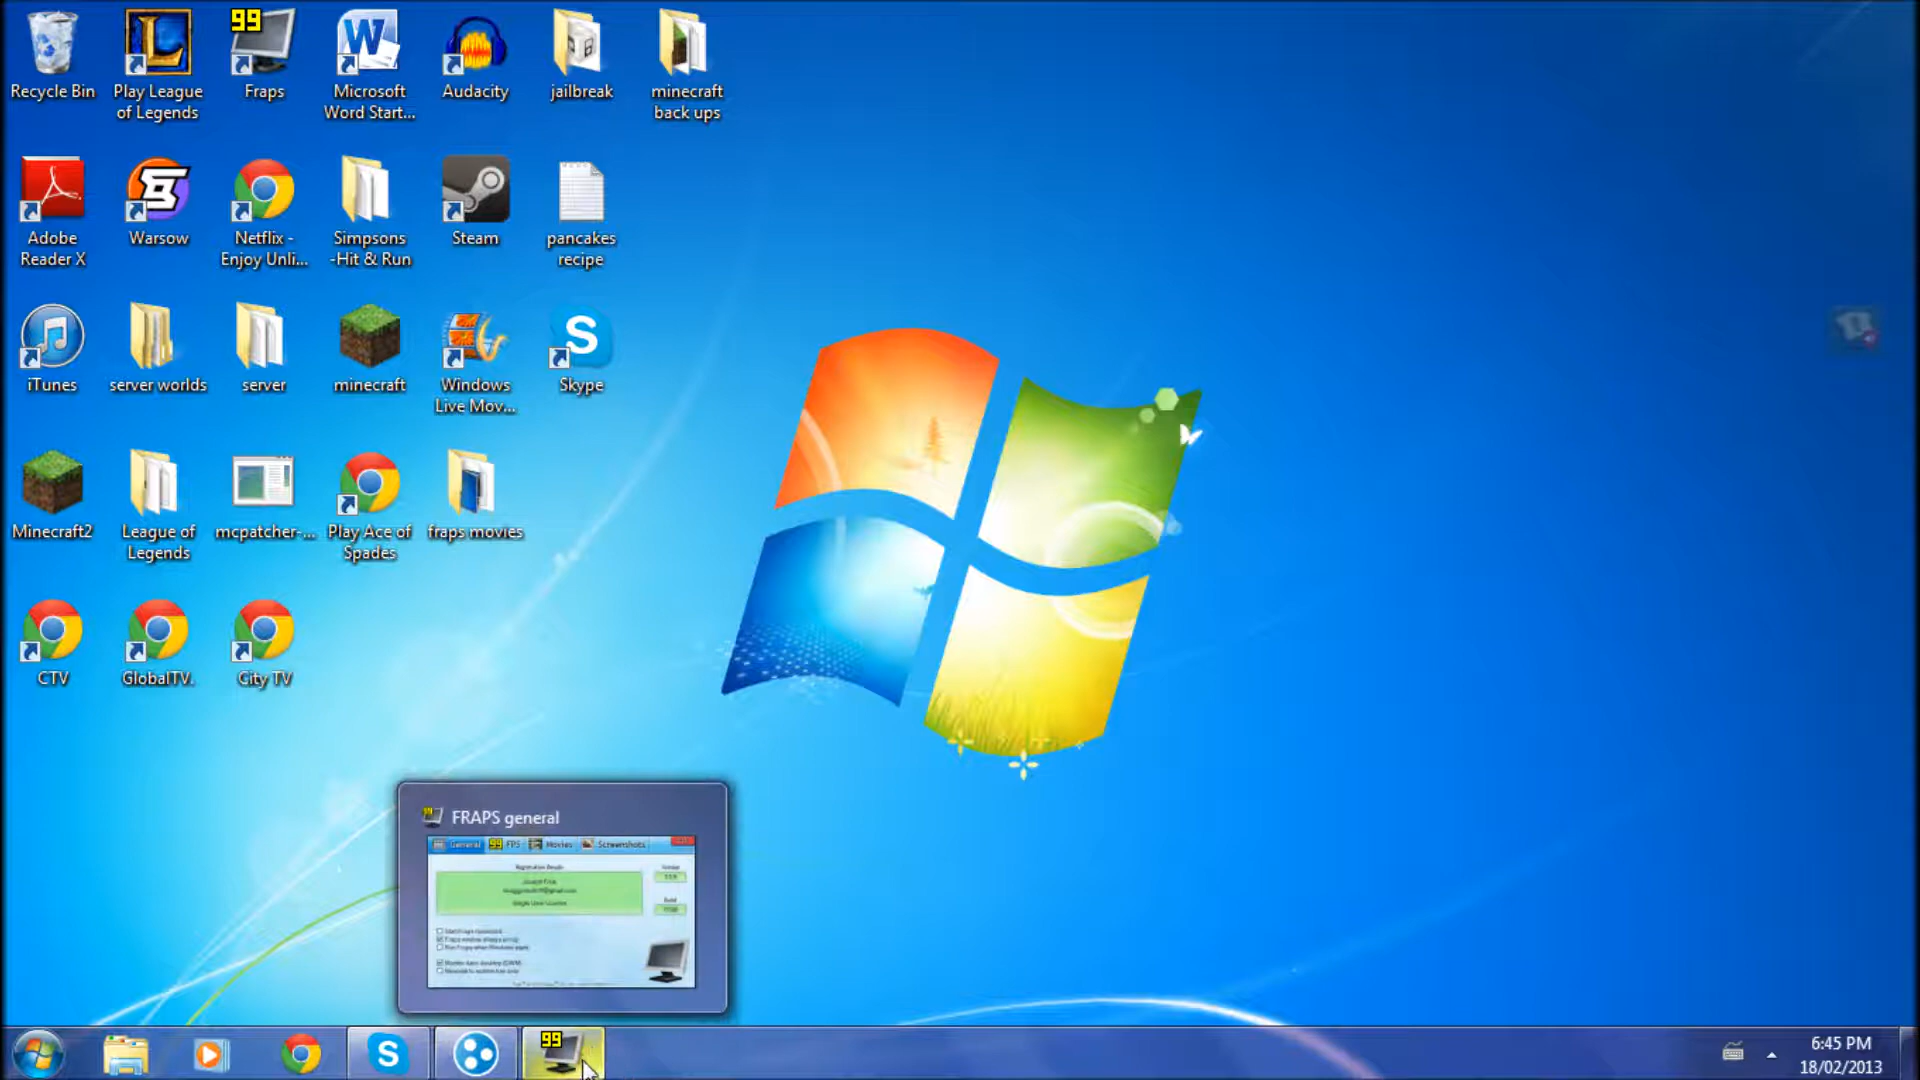 Recycle Bin
Play League
of Legends
99
Fraps
Microsoft
Word Start...
Audacity
jailbreak
minecraft
back ups
Adobe
Reader X
Warsow
Netflix -
Enjoy Unli...
Simpsons
-Hit & Run
Steam
pancakes
recipe
iTunes
server worlds
server
minecraft
Windows
Live Mov...
Skype
Minecraft2
League of
Legends
mcpatcher-...
Play Ace of
Spades
fraps movies
CTV
GlobalTV.
City TV
FRAPS general
General
99 FPS
Movies
Screenshots
99
6:45 PM
18/02/2013